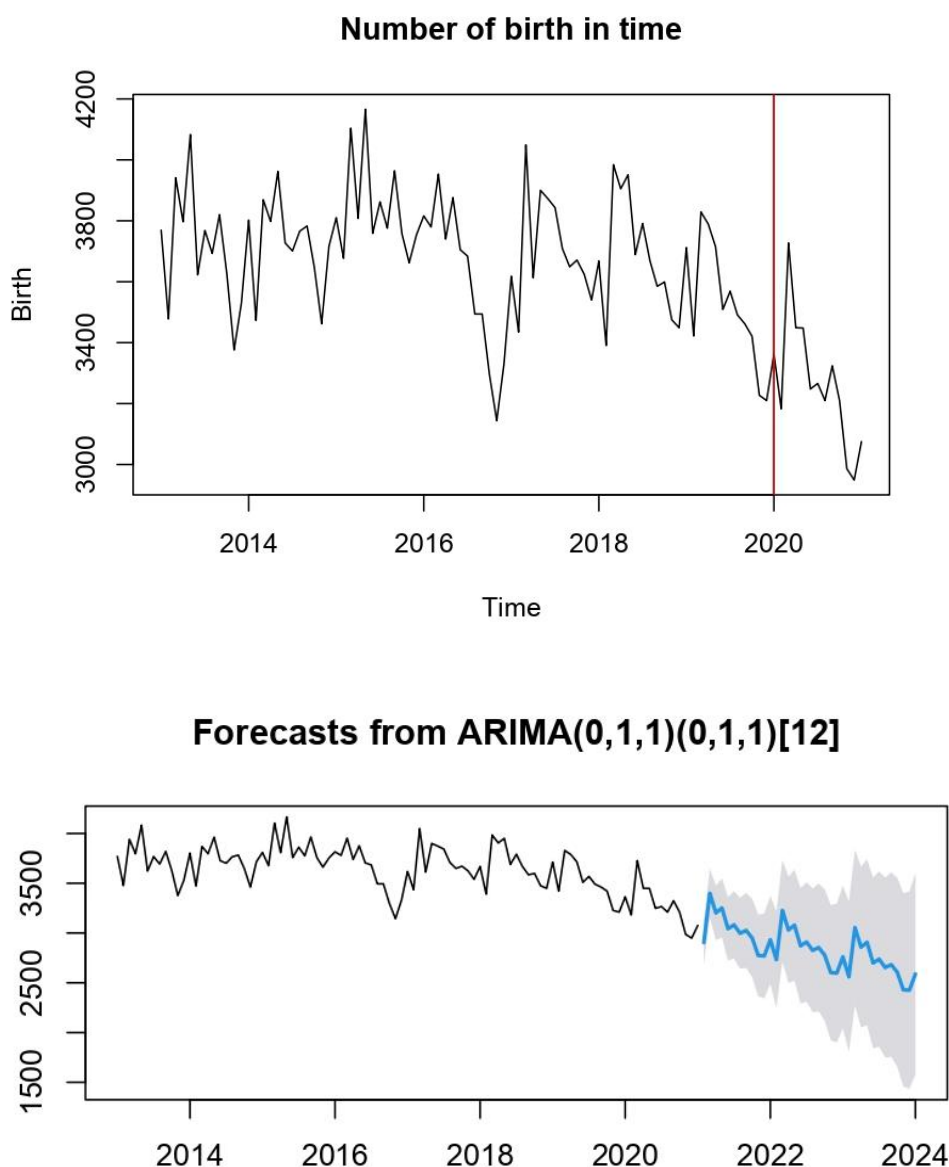 Number of birth in time
Birth
4200
3800
3400
3000
2014 2016 2018 2020
Time
Forecasts from ARIMA(0,1,1)(0,1,1)[12]
3500
2500
1500
2014 2016 2018 2020 2022 2024